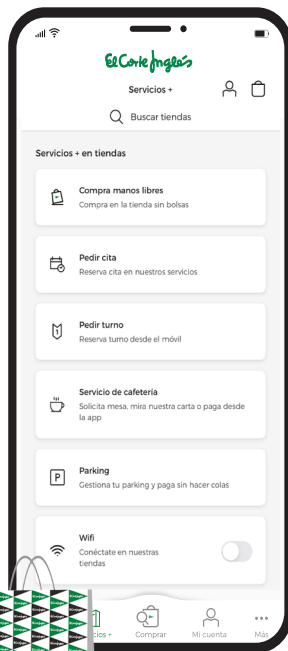 El Corte Inglés
Servicios +
Buscar tiendas
Servicios + en tiendas
Compra manos libres
Compra en la tienda sin bolsas
Pedir cita
Reserva cita en nuestros servicios
1
Pedir turno
Reserva turno desde el móvil
Servicio de cafetería
Solicita mesa, mira nuestra carta o paga desde
la app
P
Parking
Gestiona tu parking y paga sin hacer colas
Wifi
Conéctate en nuestras
tiendas
cios + Comprar Mi cuenta Más